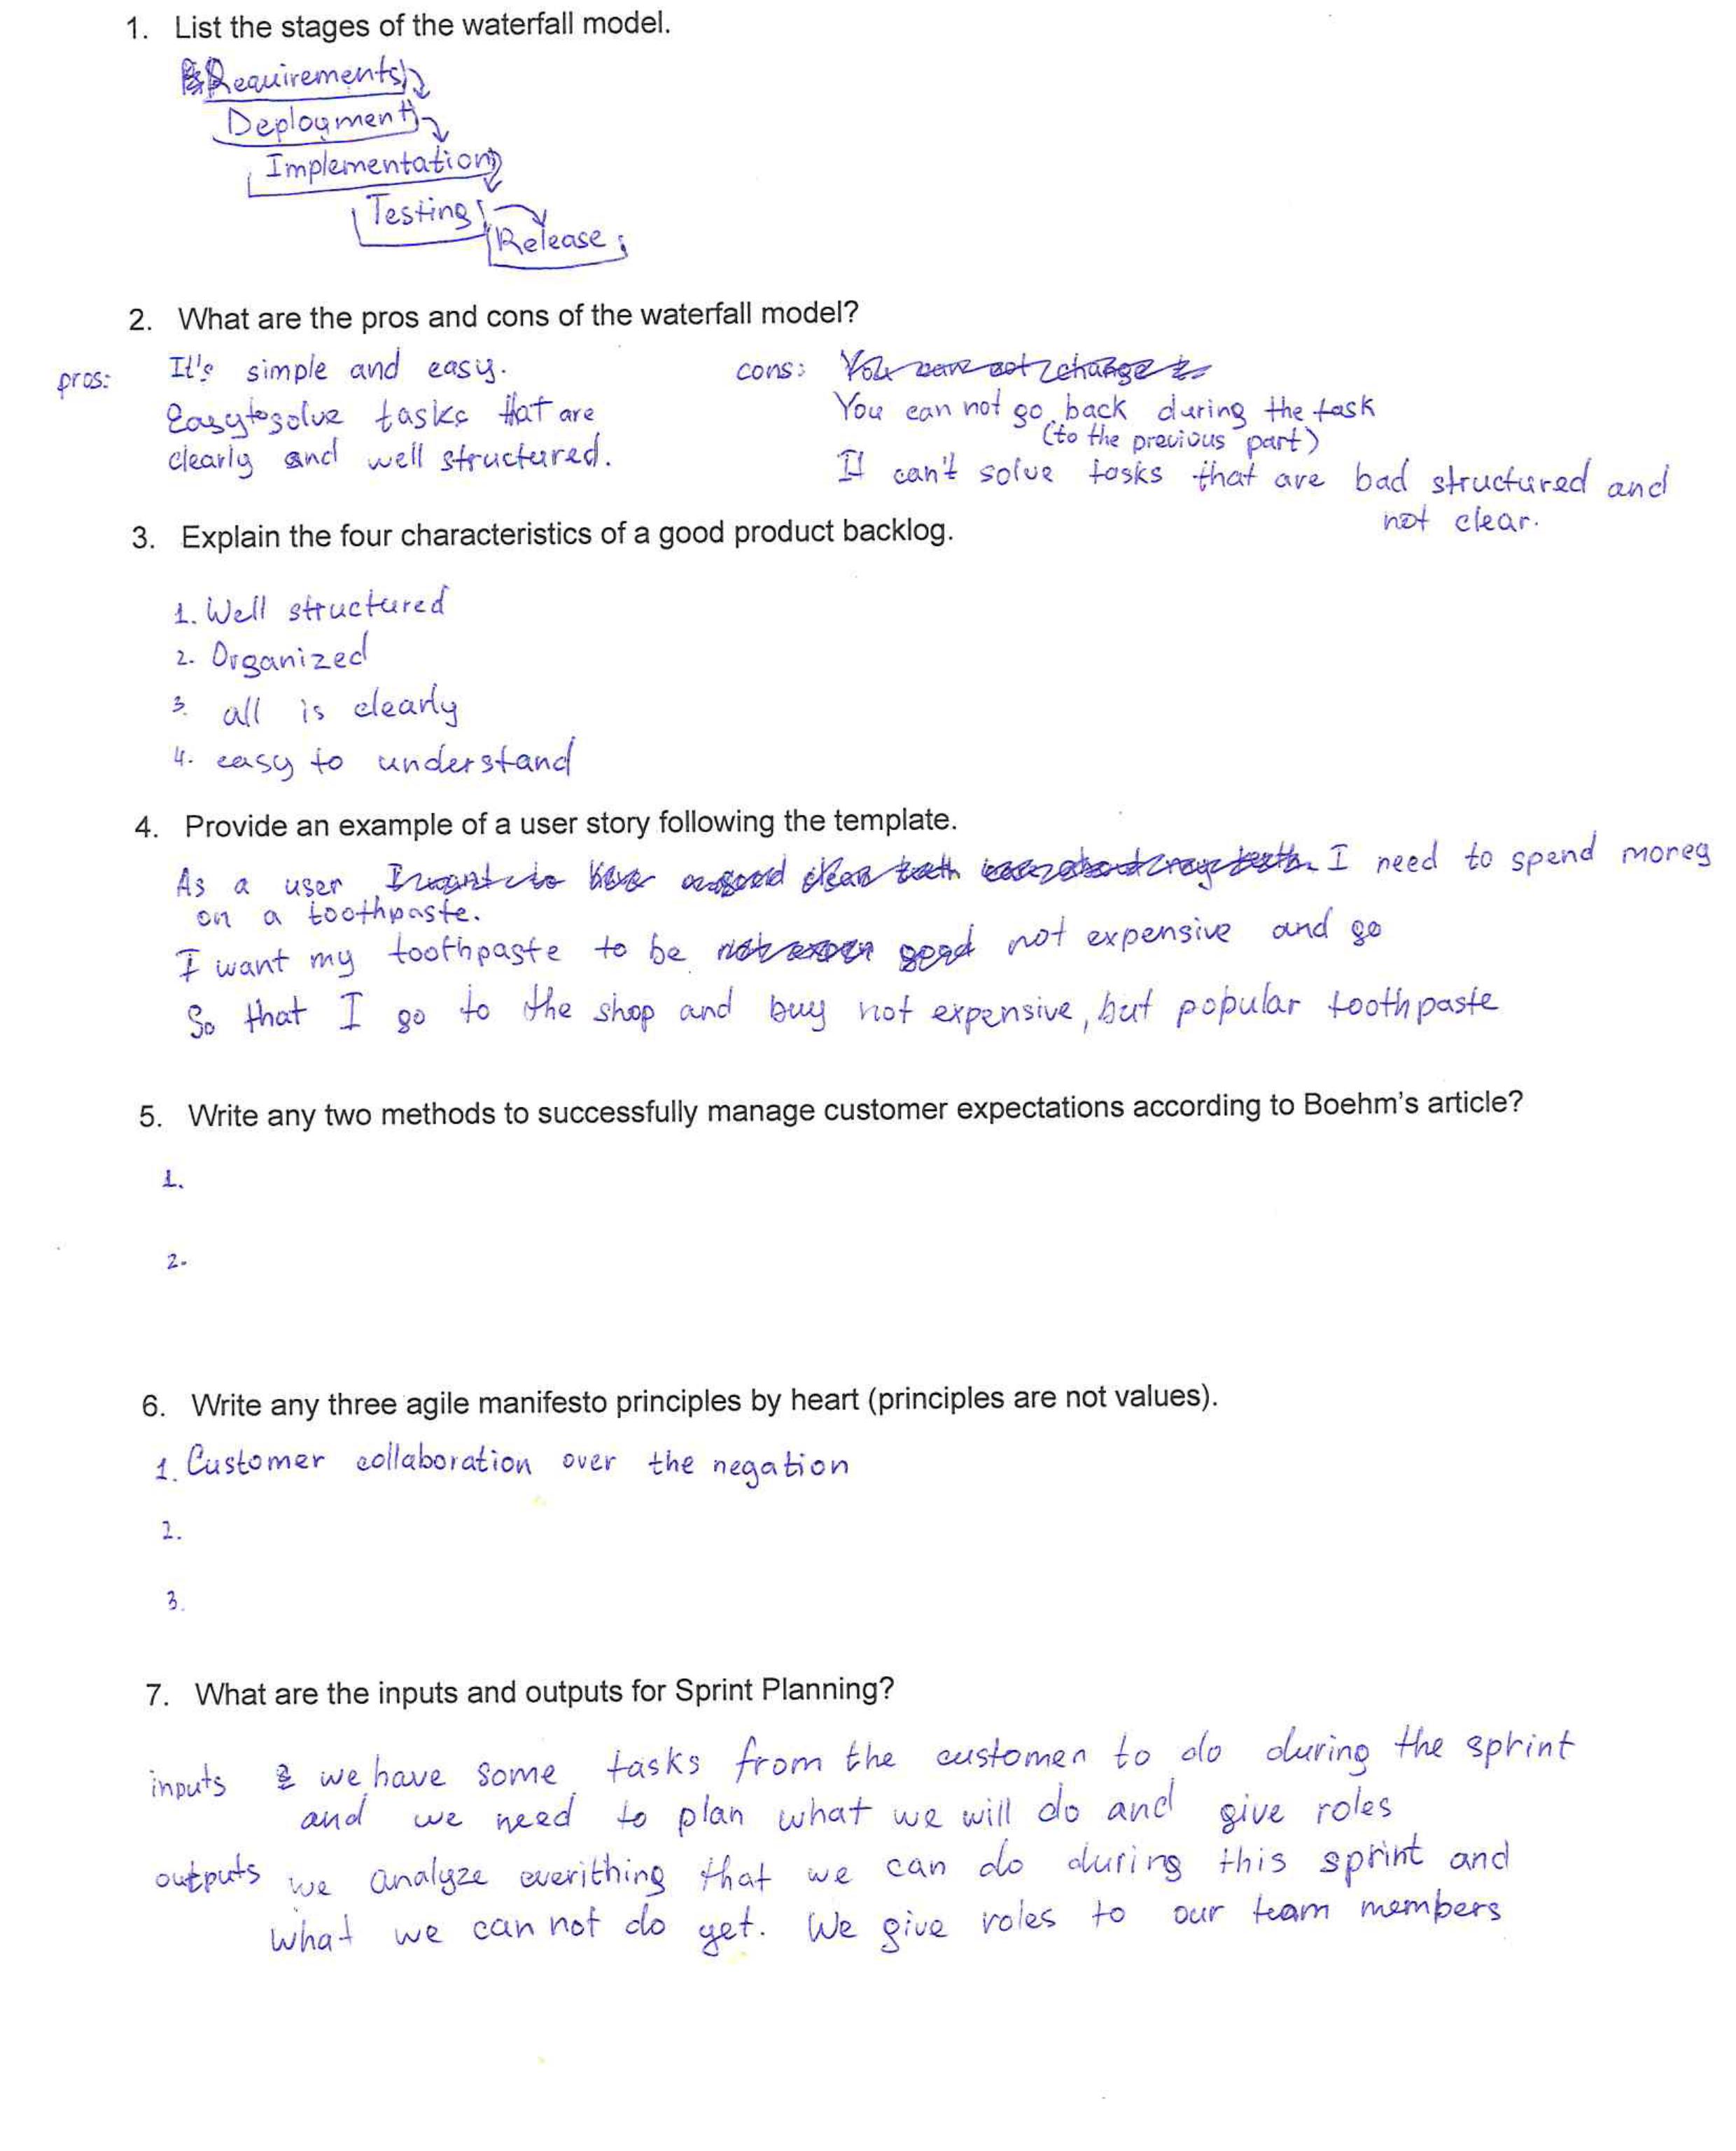 1. List the stages of the waterfall model.
Requirements
Deployment
Implementation
Testing
Release
2. What are the pros and cons of the waterfall model?
pros: It's simple and easy.
Easy to solve tasks that are
clearly and well structured.
cons: You can not change
You can not go back during the task
(to the previous part)
It can't solve tasks that are bad structured and
not clear.
3. Explain the four characteristics of a good product backlog.
1. Well structured
2. Organized
3. all is clearly
4. easy to understand
4. Provide an example of a user story following the template.
As a user I want to have a good clean teeth I need to spend money
on a toothpaste.
I want my toothpaste to be good not expensive and go
So that I go to the shop and buy not expensive, but popular toothpaste
5. Write any two methods to successfully manage customer expectations according to Boehm's article?
1.
2.
6. Write any three agile manifesto principles by heart (principles are not values).
1. Customer collaboration over the negation
2.
3.
7. What are the inputs and outputs for Sprint Planning?
inputs we have some tasks from the customer to do during the sprint
and we need to plan what we will do and give roles
outputs we analyze everithing that we can do during this sprint and
what we can not do yet. We give roles to our team members